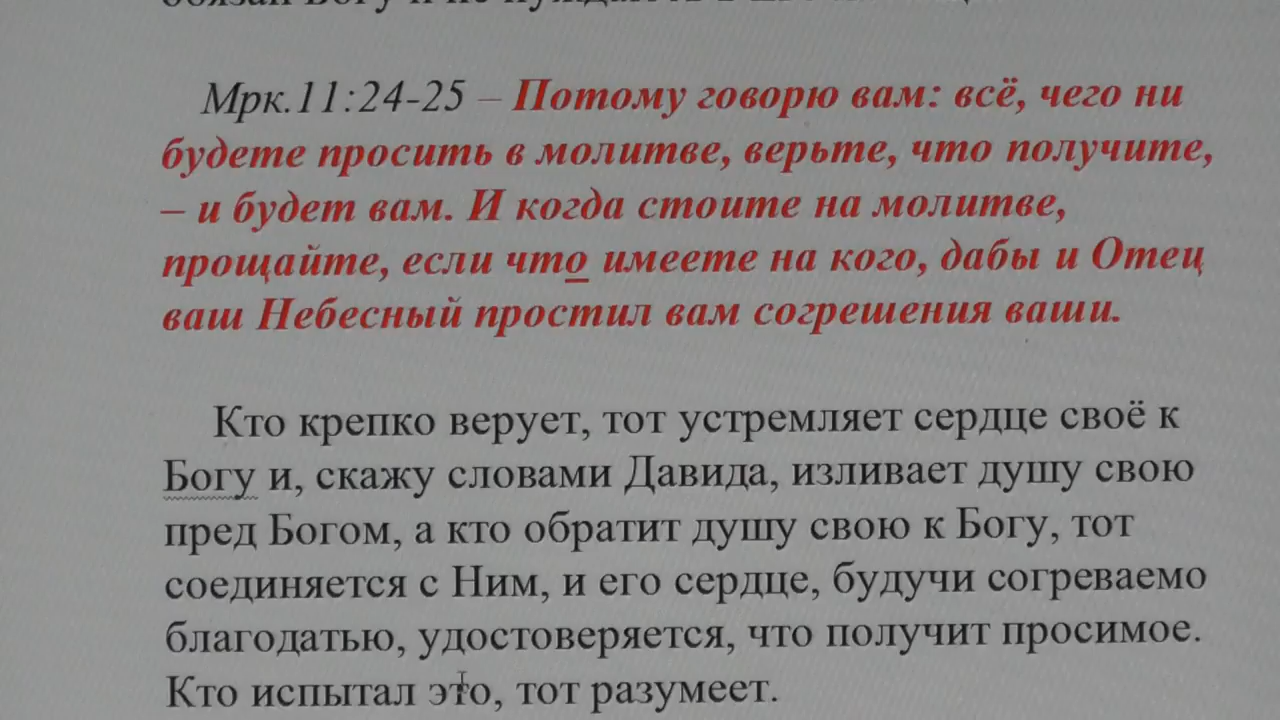 Мрк.11:24-25 – Потому говорю вам: всё, чего ни
будете просить в молитве, верьте, что получите,
– и будет вам. И когда стоите на молитве,
прощайте, если что имеете на кого, дабы и Отец
ваш Небесный простил вам согрешения ваши.
Кто крепко верует, тот устремляет сердце своё к
Богу и, скажу словами Давида, изливает душу свою
пред Богом, а кто обратит душу свою к Богу, тот
соединяется с Ним, и его сердце, будучи согреваемо
благодатью, удостоверяется, что получит просимое.
Кто испытал это, тот разумеет.